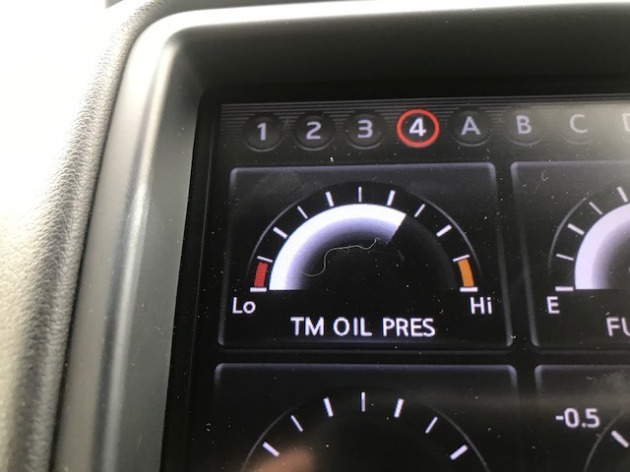 1 2 3 4 A B C
Lo Hi E
TM OIL PRES
-0.5